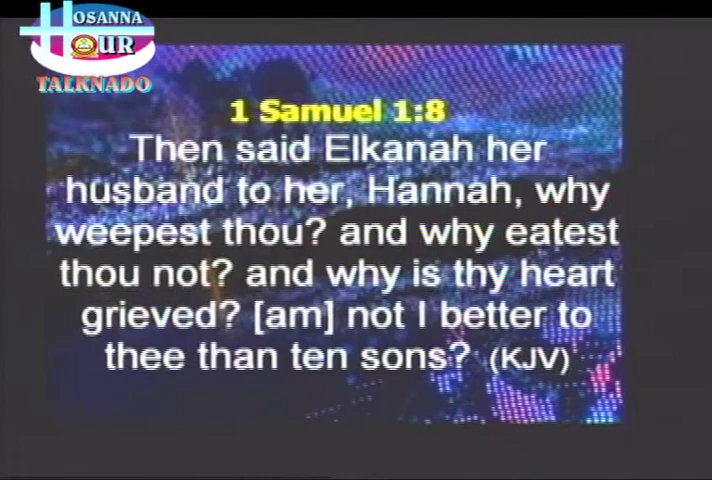 HOSANNA
HOUR
TALKNADO
1 Samuel 1:8
Then said Elkanah her
husband to her, Hannah, why
weepest thou? and why eatest
thou not? and why is thy heart
grieved? [am] not I better to
thee than ten sons? (KJV)